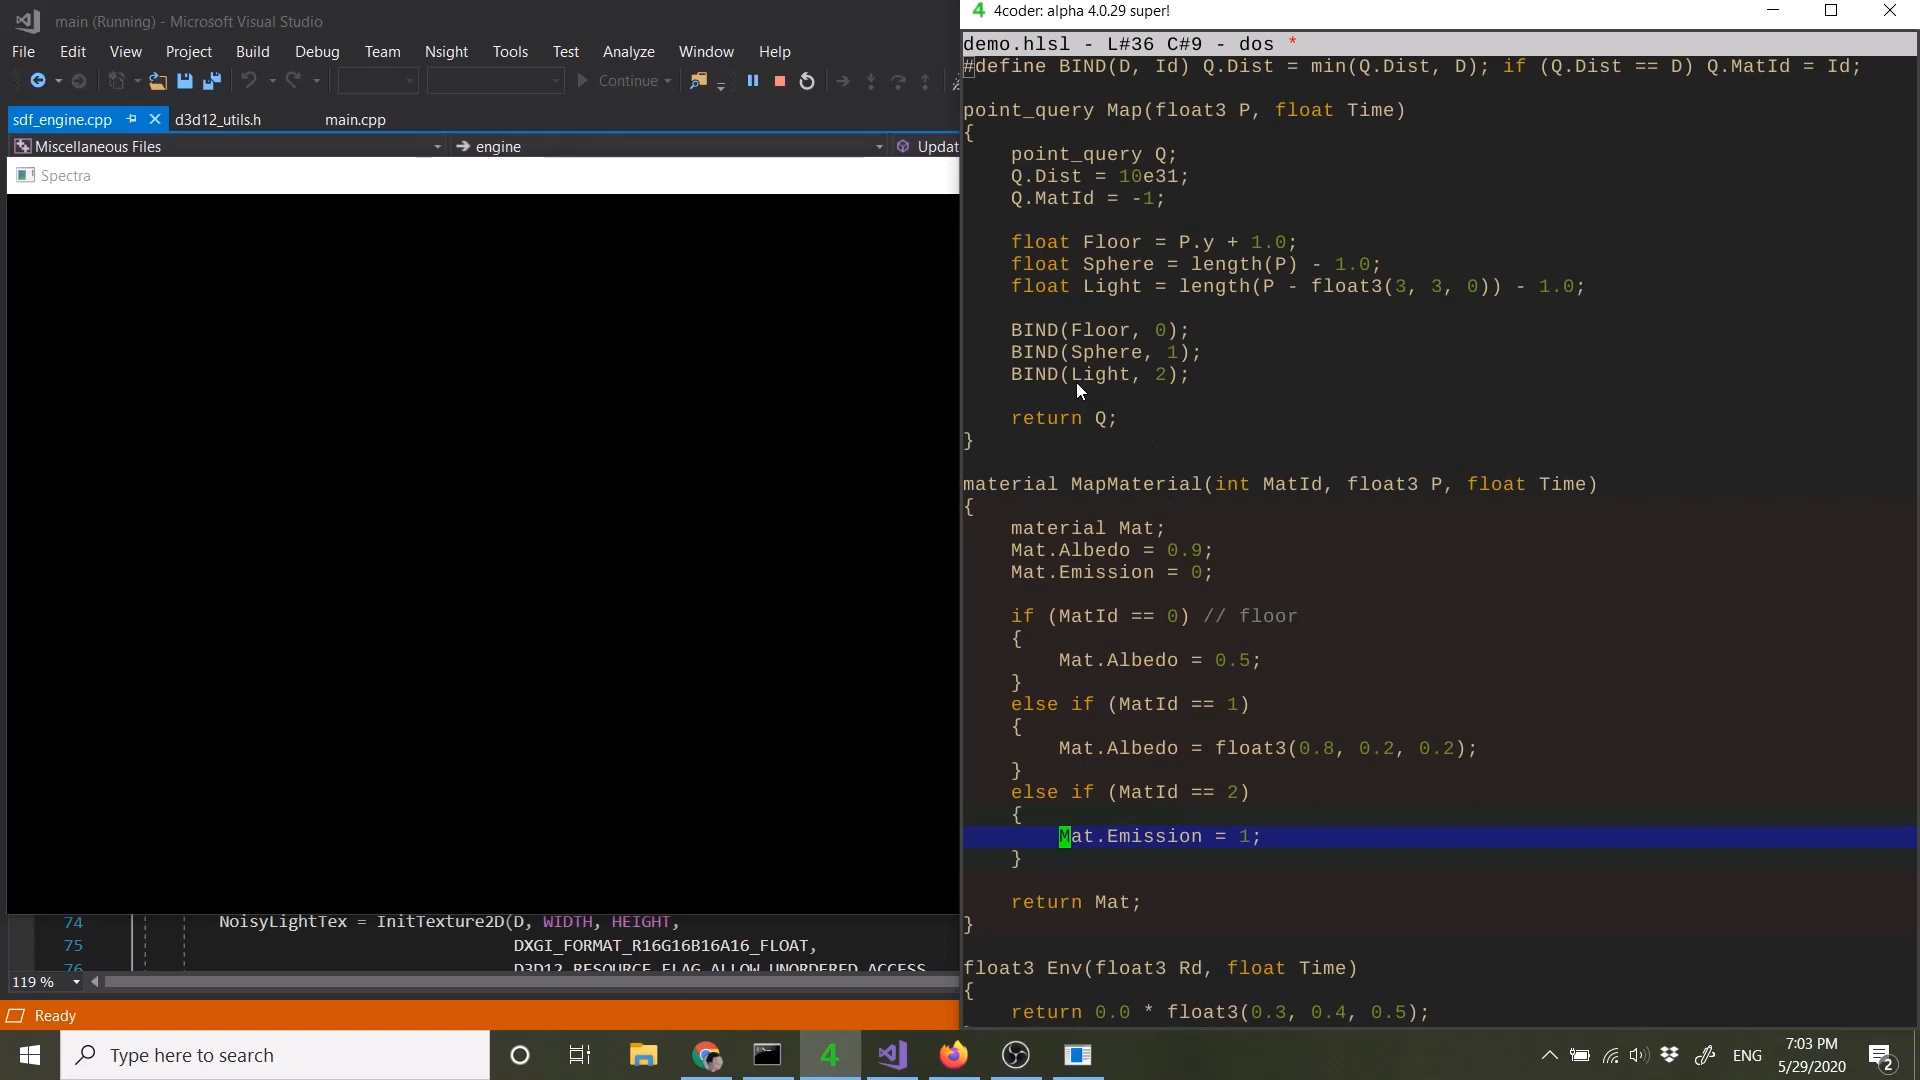 main (Running) - Microsoft Visual Studio
File Edit View Project Build Debug Team Nsight Tools Test Analyze Window Help
Continue
sdf_engine.cpp d3d12_utils.h main.cpp
Miscellaneous Files engine Updat
Spectra
74 NoisyLightTex = InitTexture2D(D, WIDTH, HEIGHT,
75 DXGI_FORMAT_R16G16B16A16_FLOAT,
76 D3D12_RESOURCE_FLAG_ALLOW_UNORDERED_ACCESS
119 %
Ready
4 4coder: alpha 4.0.29 super!
demo.hlsl - L#36 C#9 - dos *
#define BIND(D, Id) Q.Dist = min(Q.Dist, D); if (Q.Dist == D) Q.MatId = Id;
point_query Map(float3 P, float Time)
{
point_query Q;
Q.Dist = 10e31;
Q.MatId = -1;
float Floor = P.y + 1.0;
float Sphere = length(P) - 1.0;
float Light = length(P - float3(3, 3, 0)) - 1.0;
BIND(Floor, 0);
BIND(Sphere, 1);
BIND(Light, 2);
return Q;
}
material MapMaterial(int MatId, float3 P, float Time)
{
material Mat;
Mat.Albedo = 0.9;
Mat.Emission = 0;
if (MatId == 0) // floor
{
Mat.Albedo = 0.5;
}
else if (MatId == 1)
{
Mat.Albedo = float3(0.8, 0.2, 0.2);
}
else if (MatId == 2)
{
Mat.Emission = 1;
}
return Mat;
}
float3 Env(float3 Rd, float Time)
{
return 0.0 * float3(0.3, 0.4, 0.5);
Type here to search
4
ENG
7:03 PM
5/29/2020
2